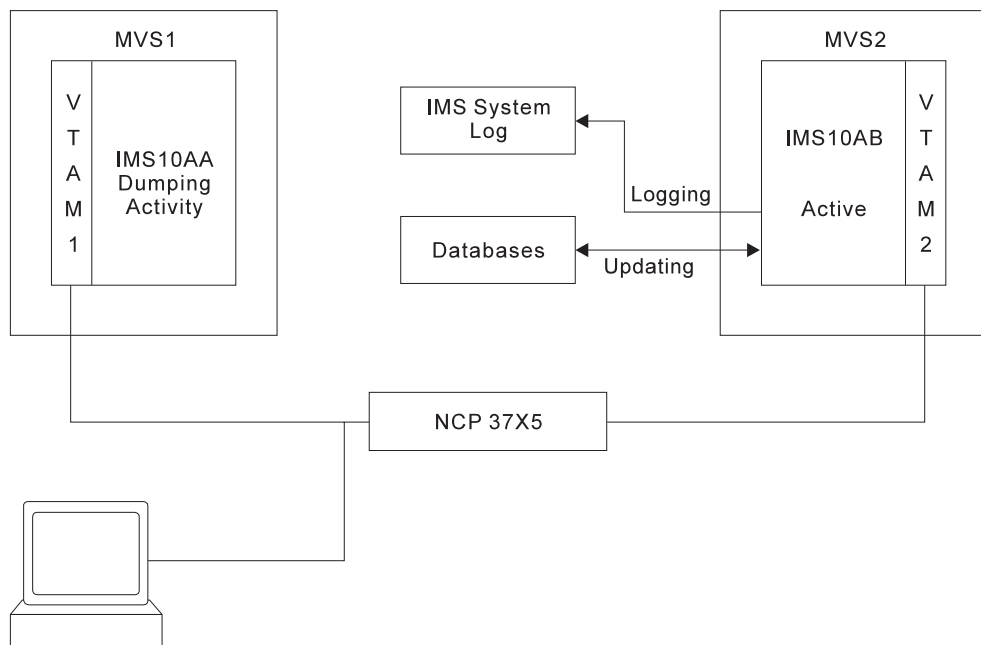 MVS1
V
T
A
M
1
IMS10AA
Dumping
Activity
IMS System
Log
Databases
Logging
Updating
MVS2
IMS10AB
Active
V
T
A
M
2
NCP 37X5